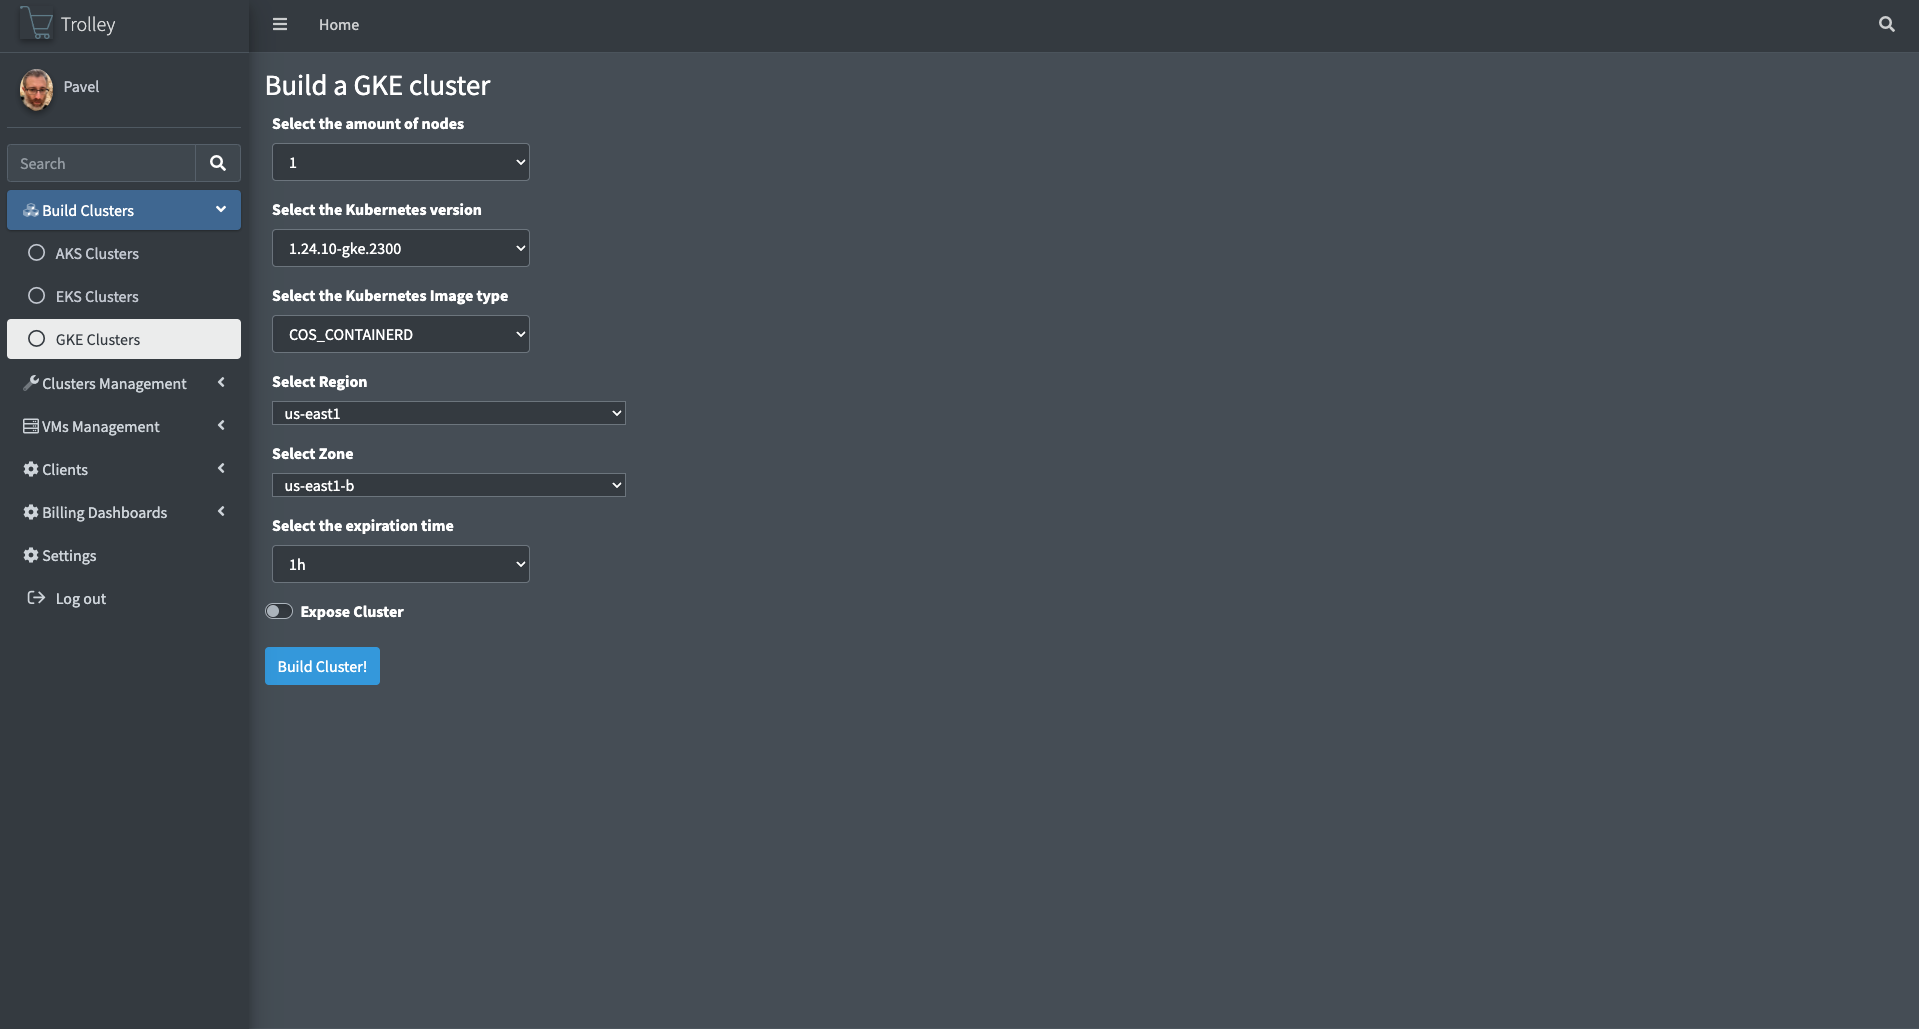 Trolley
Home
Pavel
Search
Build Clusters
AKS Clusters
EKS Clusters
GKE Clusters
Clusters Management
VMs Management
Clients
Billing Dashboards
Settings
Log out
Build a GKE cluster
Select the amount of nodes
1
Select the Kubernetes version
1.24.10-gke.2300
Select the Kubernetes Image type
COS_CONTAINERD
Select Region
us-east1
Select Zone
us-east1-b
Select the expiration time
1h
Expose Cluster
Build Cluster!